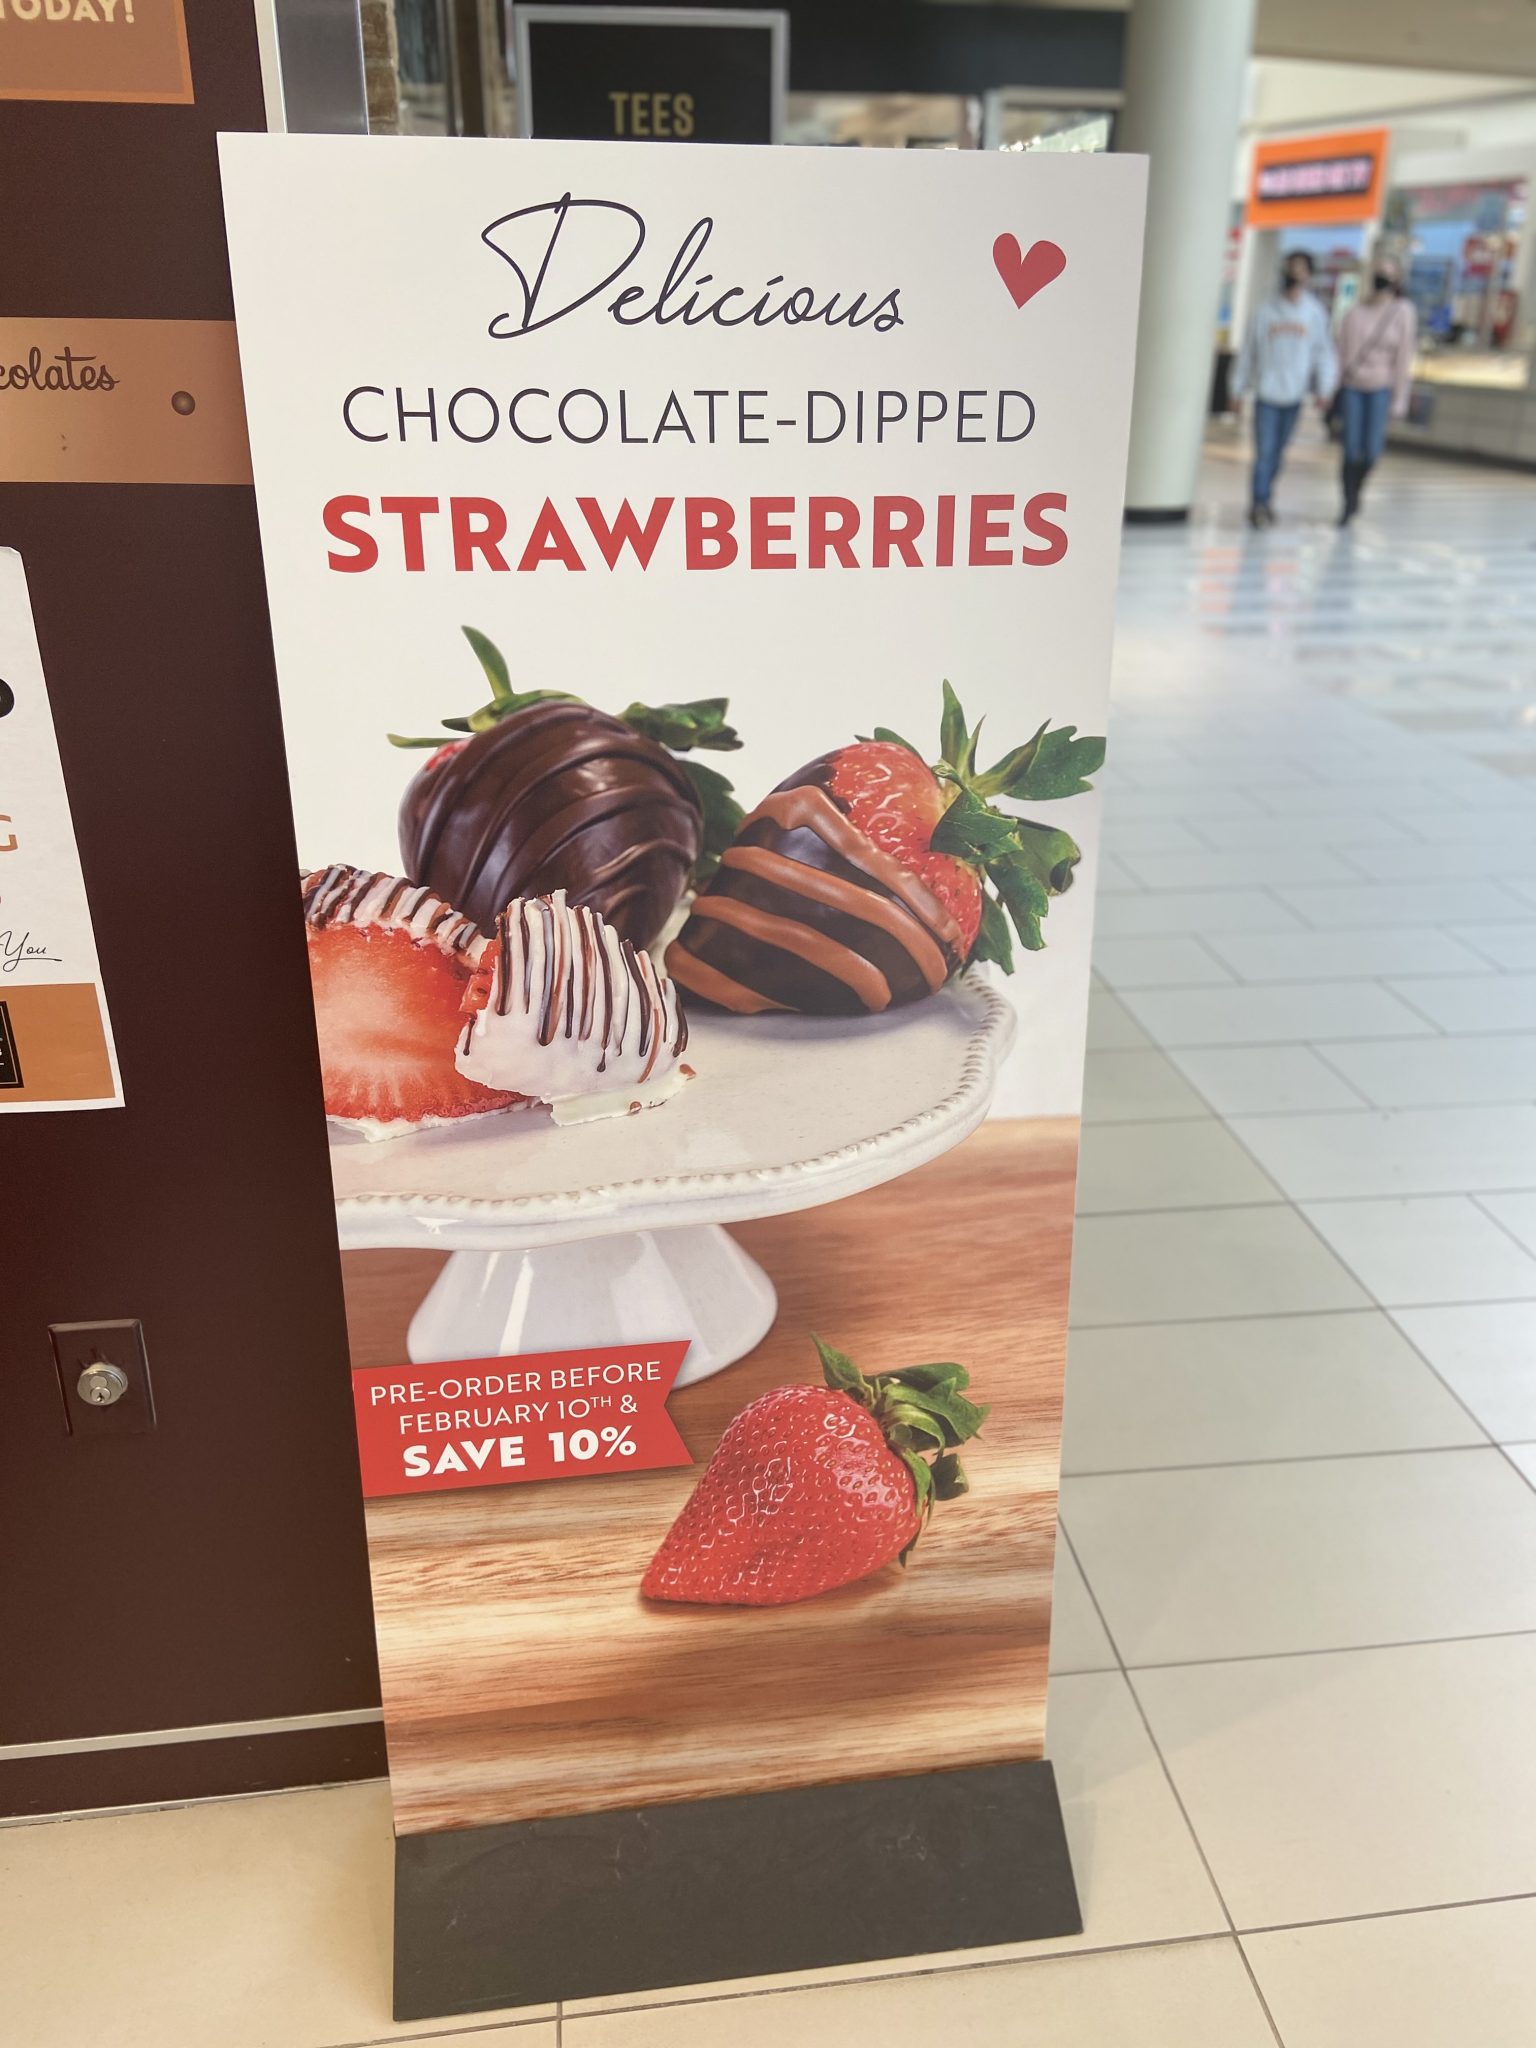 TODAY!
TEES
Delicious
CHOCOLATE-DIPPED
STRAWBERRIES
colates
G
You
PRE-ORDER BEFORE
FEBRUARY 10TH &
SAVE 10%